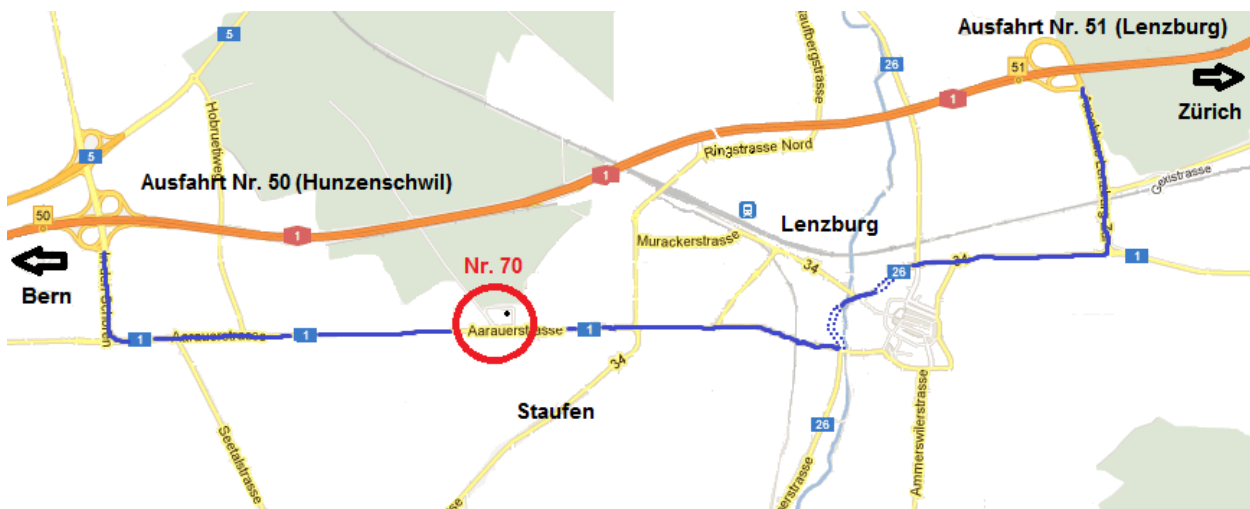 Ausfahrt Nr. 51 (Lenzburg)
5
26
51
1
Zürich
Hobruetiweg
Ringstrasse Nord
5
Ausfahrt Nr. 50 (Hunzenschwil)
1
Gexistrasse
50
1
Lenzburg
Murackerstrasse
Nr. 70
34
26
34
1
Bern
1
Aarauerstrasse
1
Aarauerstrasse
1
34
Staufen
Seetalstrasse
26
Ammerswilerstrasse